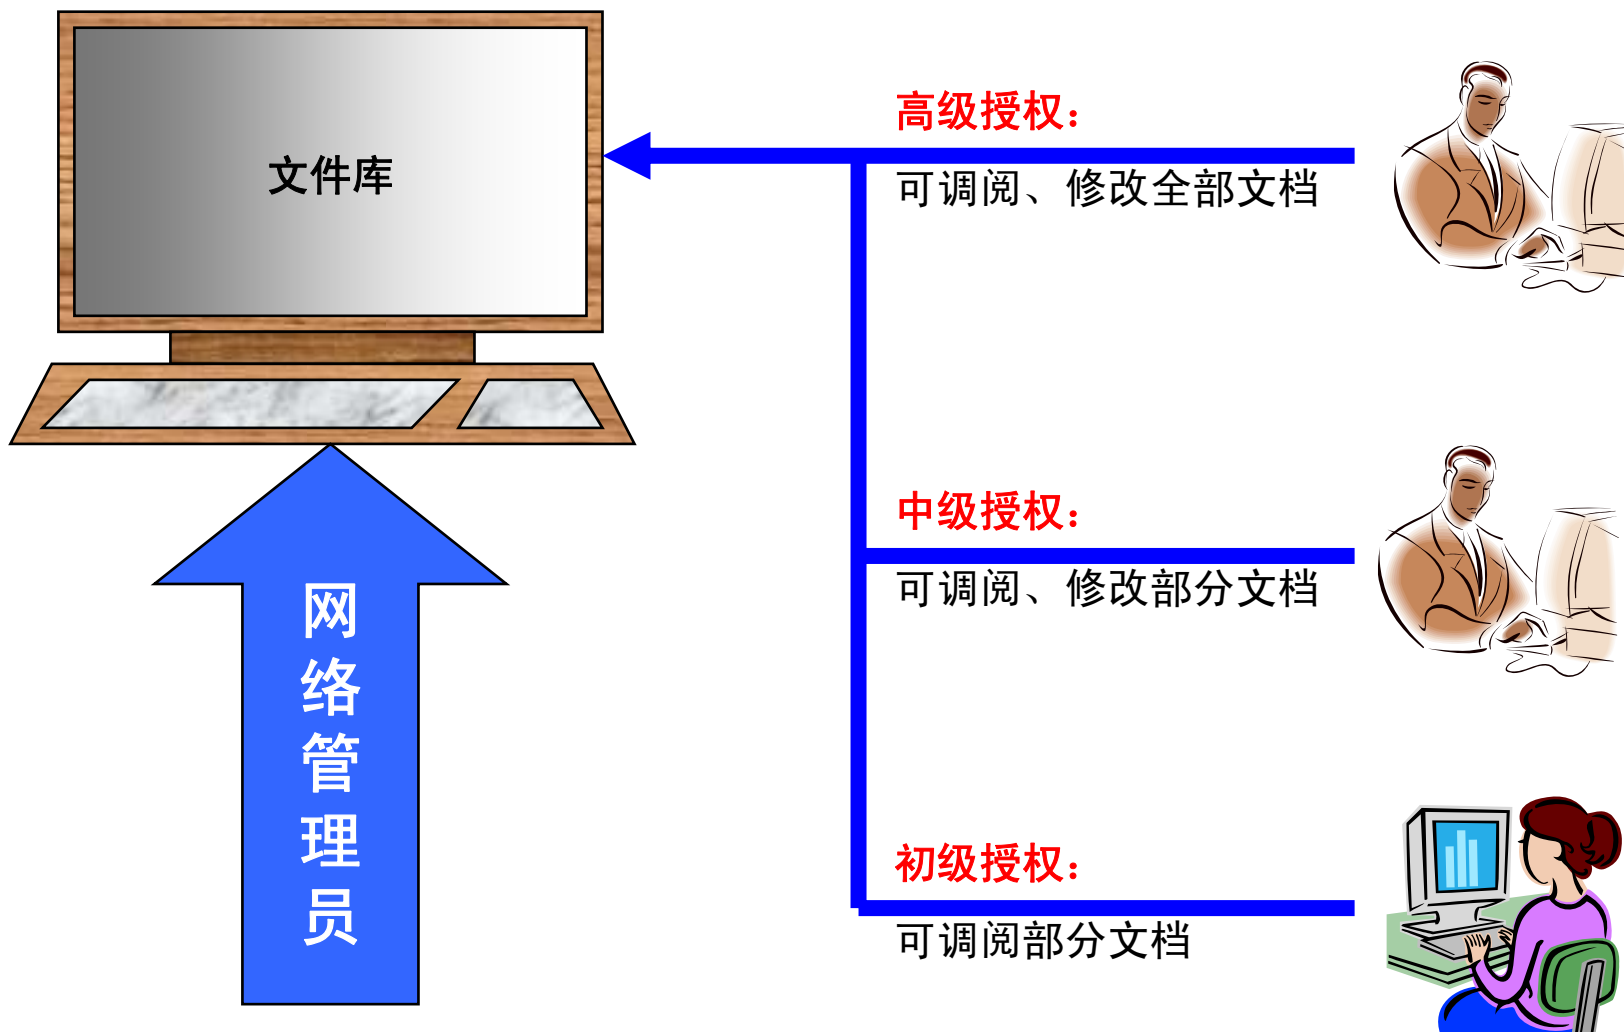 文件库
高级授权：
可调阅、修改全部文档
中级授权：
可调阅、修改部分文档
初级授权：
可调阅部分文档
网络管理员